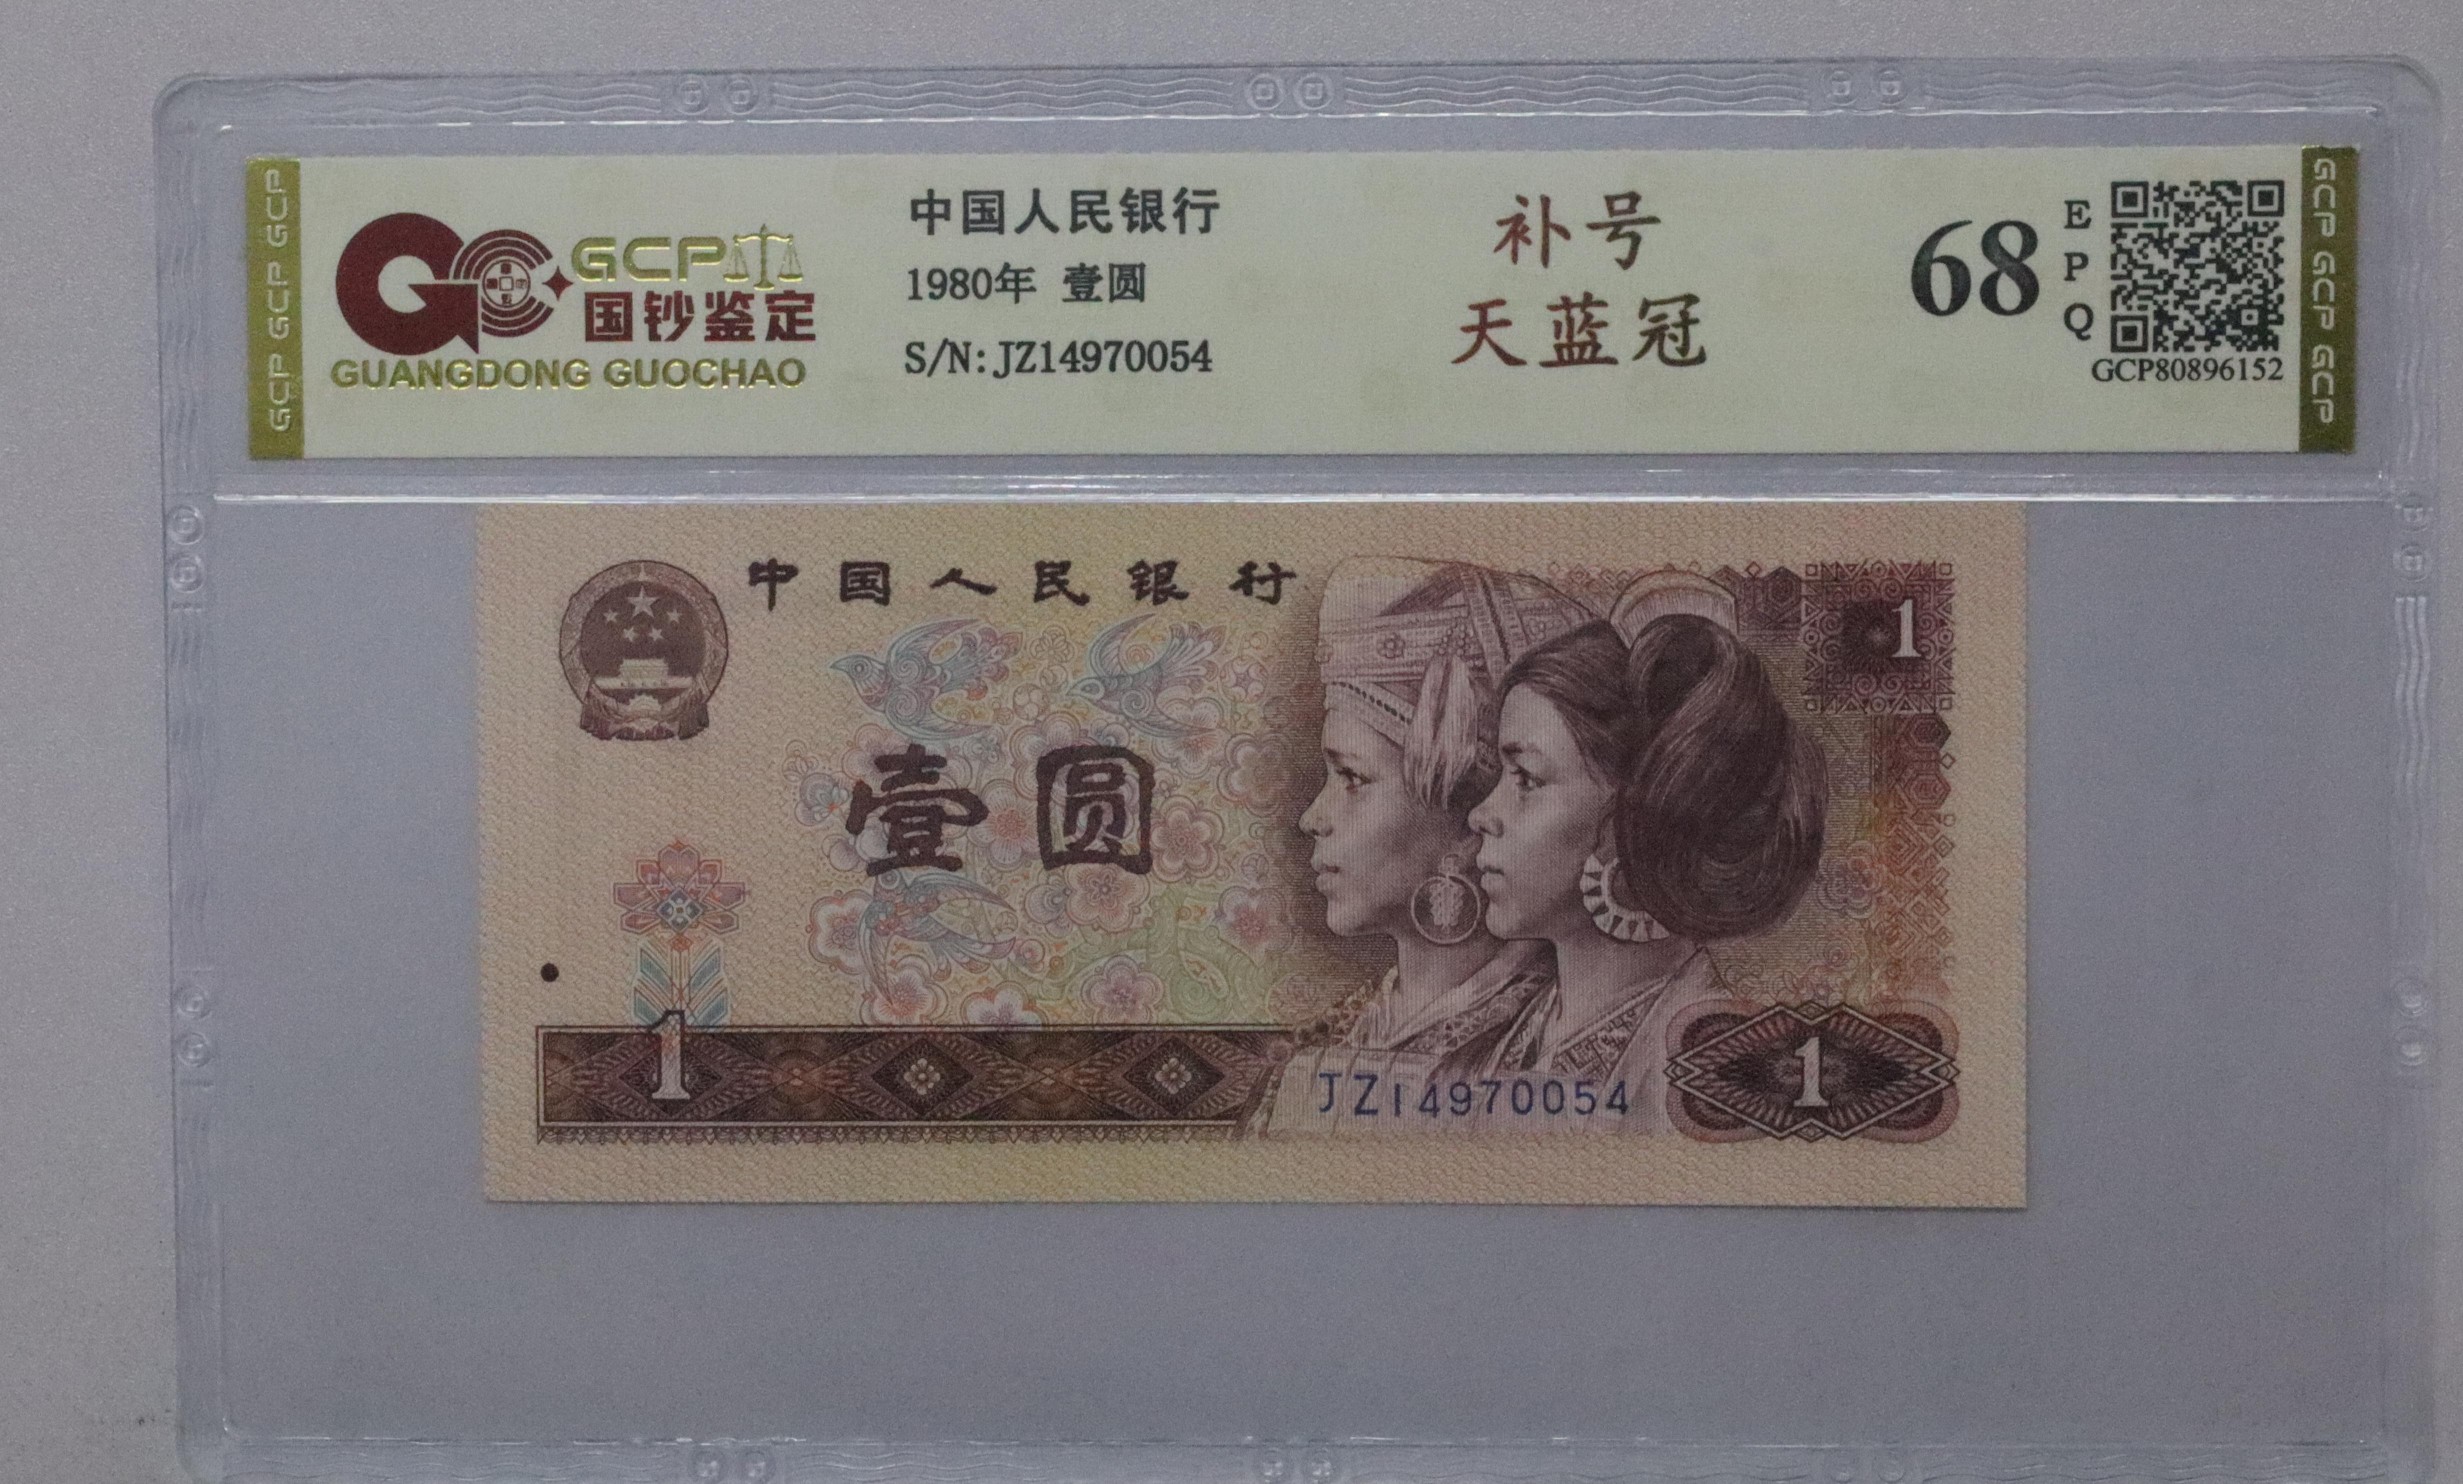 GCP GCP GCP
GCP
国钞鉴定
GUANGDONG GUOCHAO
中国人民银行
1980年 壹圆
S/N:JZ14970054
补号
天蓝冠
68
E
P
Q
GCP80896152
GCP GCP GCP
中国人民银行
1
壹圆
1
JZ14970054
1